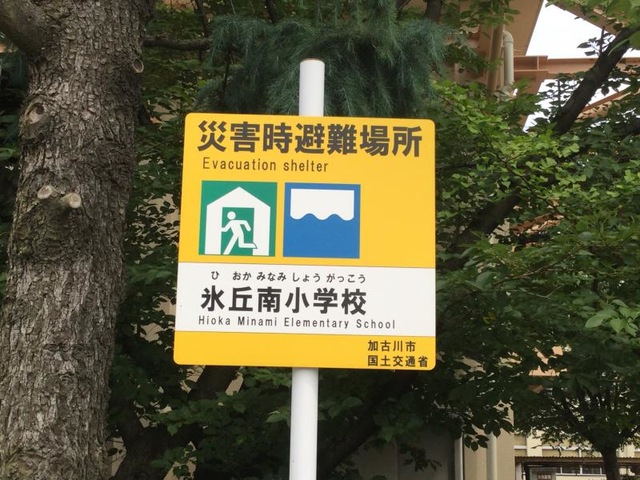 災害時避難場所
Evacuation shelter
ひ おか みなみ しょう がっこう
氷丘南小学校
Hioka Minami Elementary School
加古川市
国土交通省